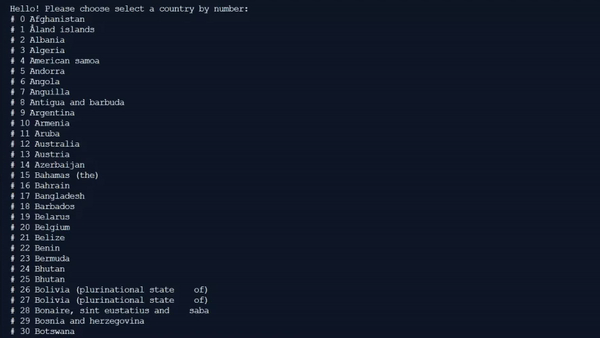 Hello! Please choose select a country by number:
# 0 Afghanistan
# 1 Åland islands
# 2 Albania
# 3 Algeria
# 4 American samoa
# 5 Andorra
# 6 Angola
# 7 Anguilla
# 8 Antigua and barbuda
# 9 Argentina
# 10 Armenia
# 11 Aruba
# 12 Australia
# 13 Austria
# 14 Azerbaijan
# 15 Bahamas (the)
# 16 Bahrain
# 17 Bangladesh
# 18 Barbados
# 19 Belarus
# 20 Belgium
# 21 Belize
# 22 Benin
# 23 Bermuda
# 24 Bhutan
# 25 Bhutan
# 26 Bolivia (plurinational state    of)
# 27 Bolivia (plurinational state    of)
# 28 Bonaire, sint eustatius and    saba
# 29 Bosnia and herzegovina
# 30 Botswana